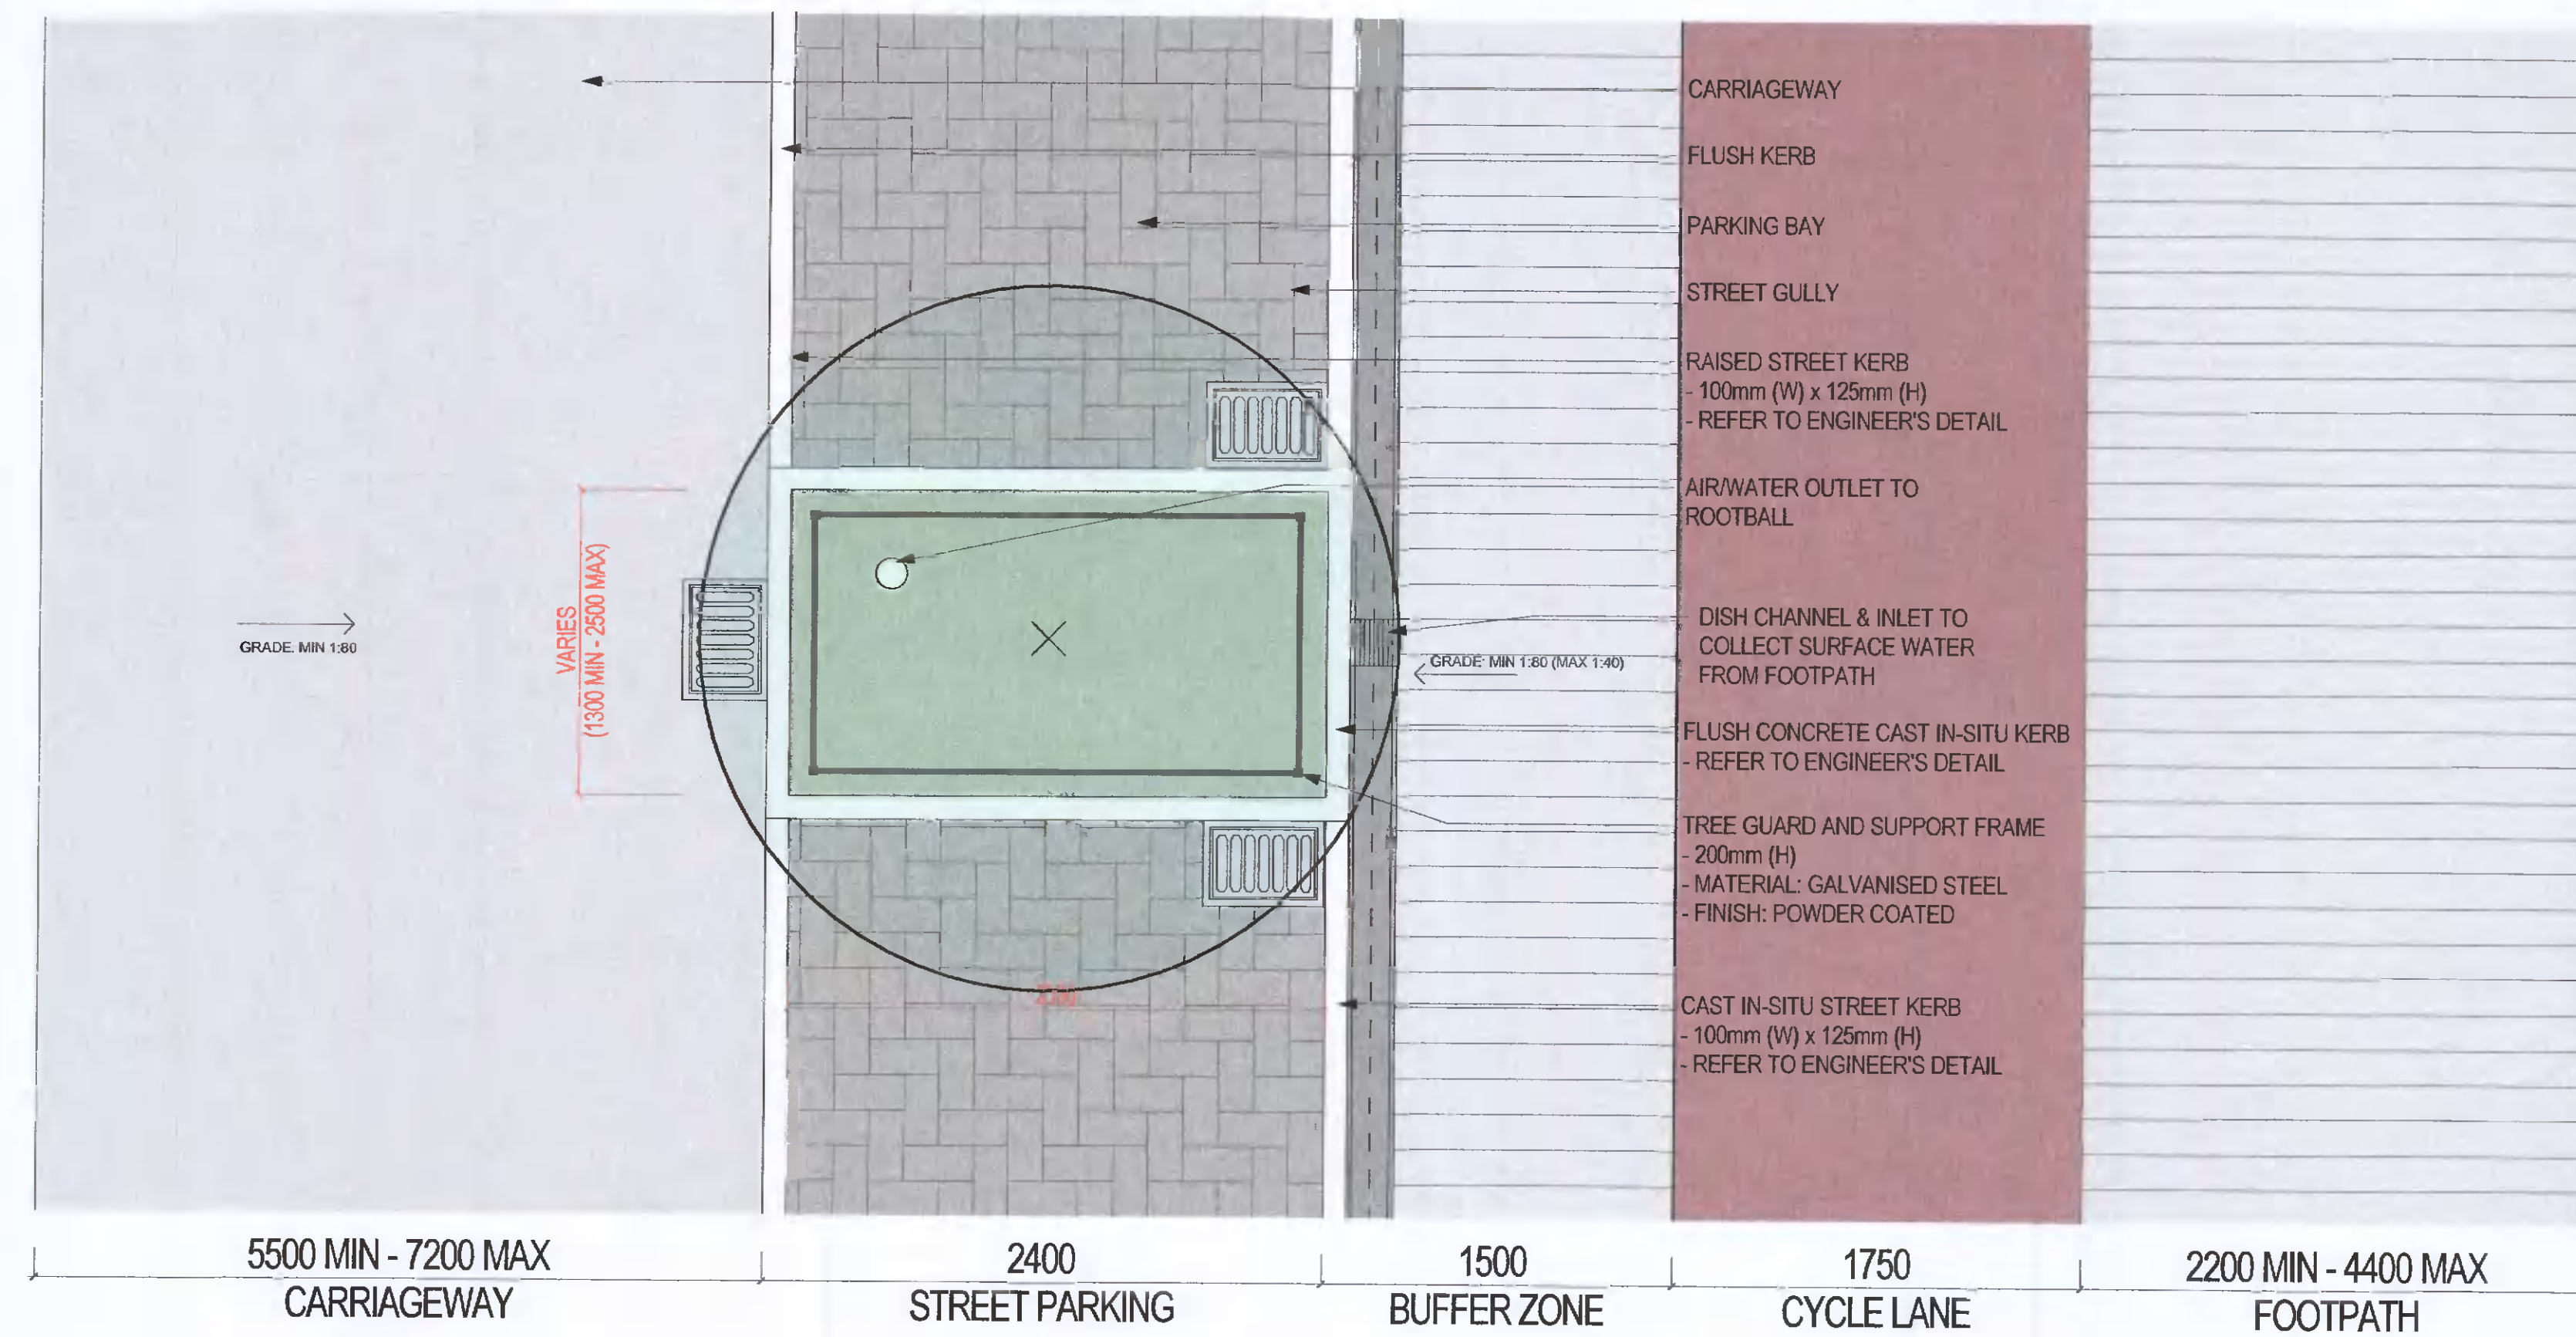 CARRIAGEWAY
FLUSH KERB
PARKING BAY
STREET GULLY
RAISED STREET KERB
- 100mm (W) x 125mm (H)
- REFER TO ENGINEER'S DETAIL
AIR/WATER OUTLET TO
ROOTBALL
DISH CHANNEL & INLET TO
COLLECT SURFACE WATER
FROM FOOTPATH
FLUSH CONCRETE CAST IN-SITU KERB
- REFER TO ENGINEER'S DETAIL
TREE GUARD AND SUPPORT FRAME
- 200mm (H)
- MATERIAL: GALVANISED STEEL
- FINISH: POWDER COATED
CAST IN-SITU STREET KERB
- 100mm (W) x 125mm (H)
- REFER TO ENGINEER'S DETAIL
GRADE: MIN 1:80
VARIES
(1300 MIN - 2500 MAX)
GRADE: MIN 1:80 (MAX 1:40)
5500 MIN - 7200 MAX
CARRIAGEWAY
2400
STREET PARKING
1500
BUFFER ZONE
1750
CYCLE LANE
2200 MIN - 4400 MAX
FOOTPATH